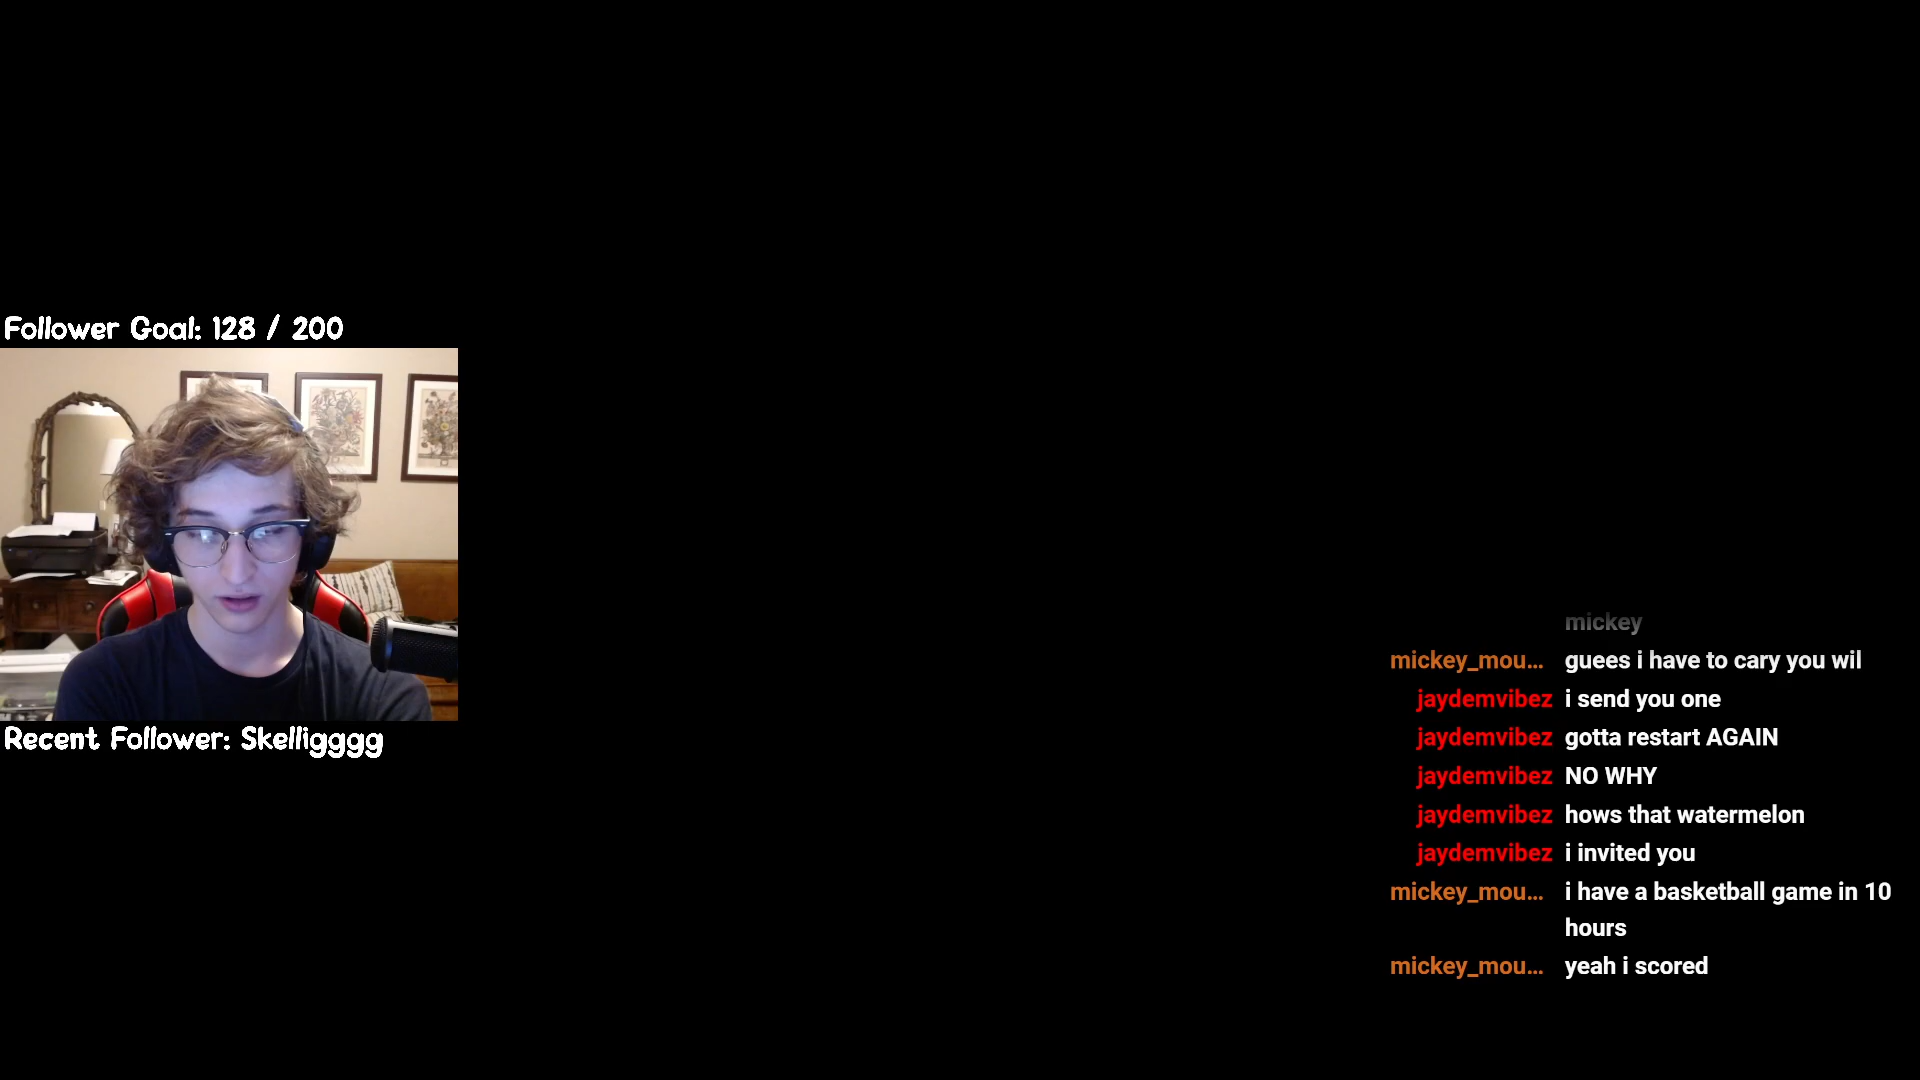 Follower Goal: 128 / 200
Recent Follower: Skelligggg
mickey
mickey_mou... guees i have to cary you wil
jaydemvibez i send you one
jaydemvibez gotta restart AGAIN
jaydemvibez NO WHY
jaydemvibez hows that watermelon
jaydemvibez i invited you
mickey_mou... i have a basketball game in 10
hours
mickey_mou... yeah i scored